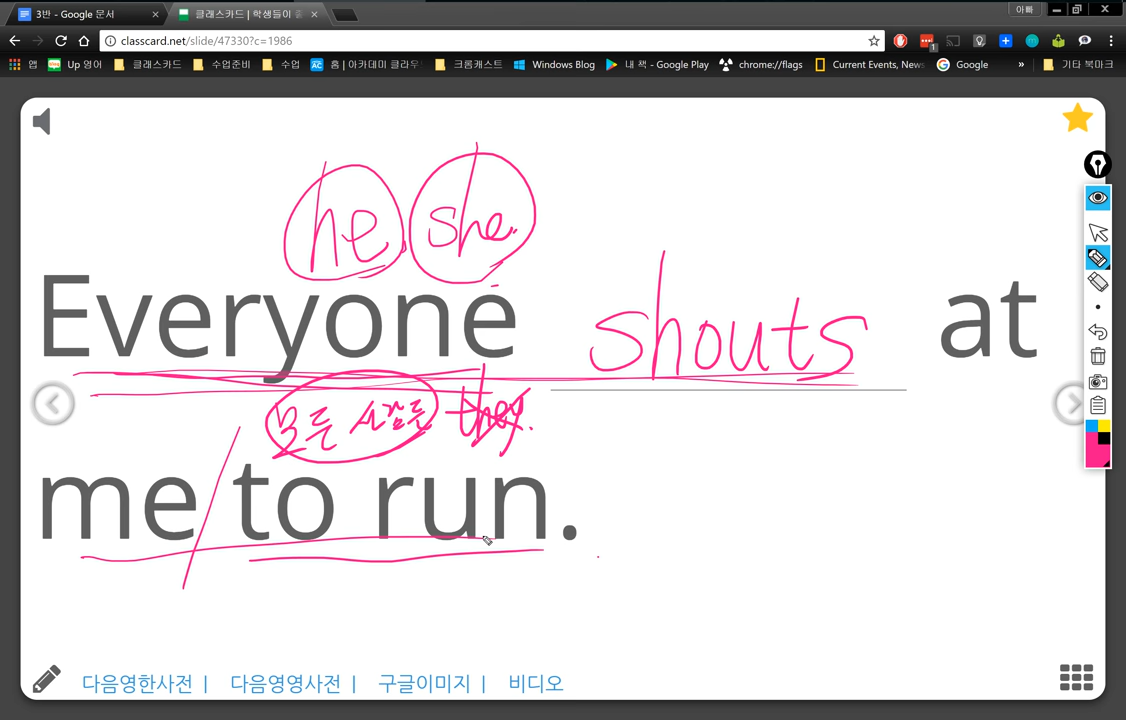 아빠
3반 - Google 문서
클래스카드 | 학생들이 좋
classcard.net/slide/47330?c=1986
1
앱 Up 영어 클래스카드 수업준비 수업 홈 | 아카데미 클라우 크롬캐스트 Windows Blog 내 책 - Google Play chrome://flags Current Events, News Google » 기타 북마크
he, she.
Everyone shouts at
모든 사람들 they.
me / to run.
다음영한사전 | 다음영영사전 | 구글이미지 | 비디오